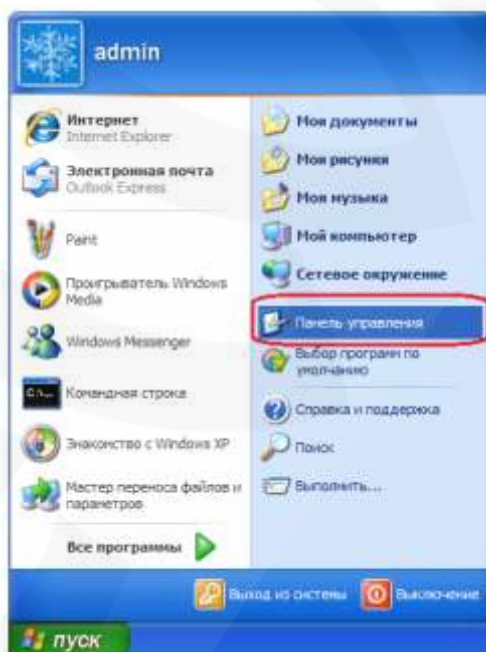 admin
Интернет
Internet Explorer
Электронная почта
Outlook Express
Paint
Проигрыватель Windows
Media
Windows Messenger
Командная строка
Знакомство с Windows XP
Мастер переноса файлов и
параметров
Все программы
Мои документы
Мои рисунки
Моя музыка
Мой компьютер
Сетевое окружение
Панель управления
Выбор программ по
умолчанию
Справка и поддержка
Поиск
Выполнить...
Выход из системы
Выключение
пуск